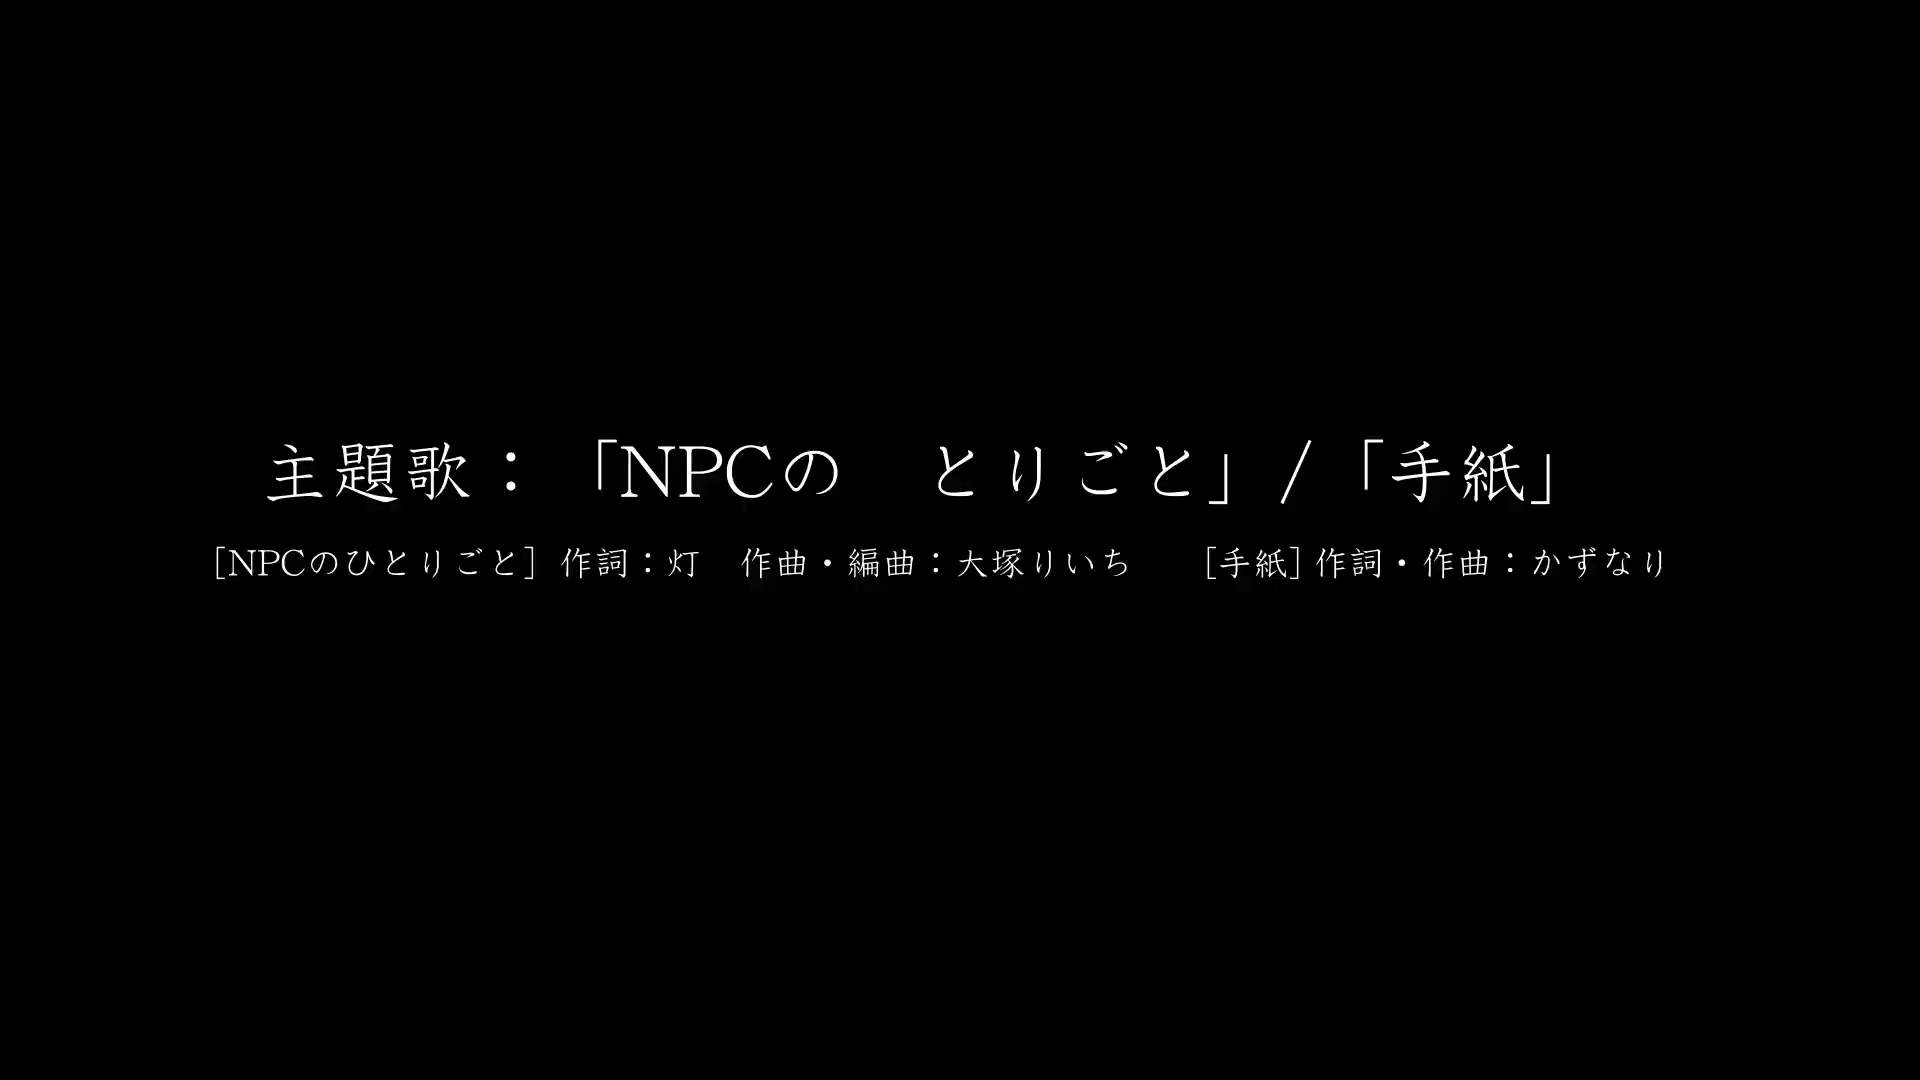 主題歌：「NPCの　とりごと」/「手紙」
[NPCのひとりごと] 作詞：灯　作曲・編曲：大塚りいち　　[手紙] 作詞・作曲：かずなり